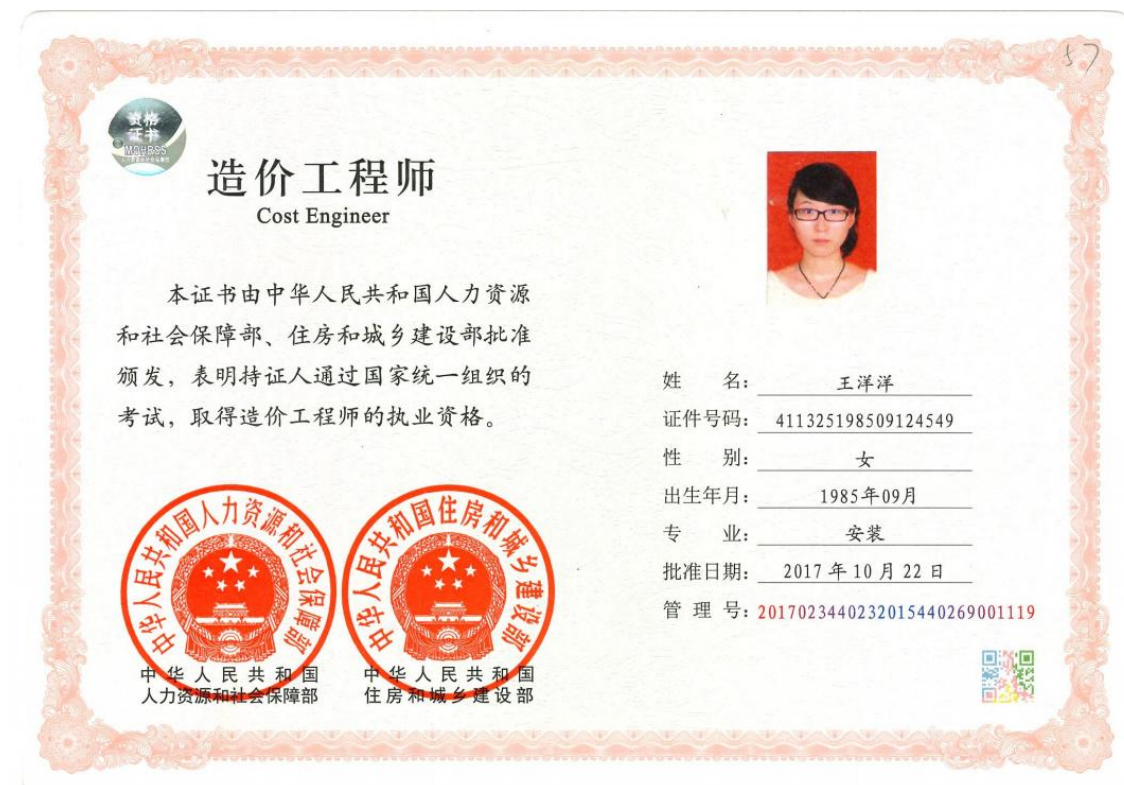 57
资格
证书
MOHRSS
造价工程师
Cost Engineer
本证书由中华人民共和国人力资源
和社会保障部、住房和城乡建设部批准
颁发，表明持证人通过国家统一组织的
考试，取得造价工程师的执业资格。
姓 名：王洋洋
证件号码：411325198509124549
性 别：女
出生年月：1985年09月
专 业：安装
批准日期：2017年10月22日
管 理 号：2017023440232015440269001119
中华人民共和国人力资源和社会保障部
中华人民共和国住房和城乡建设部
中华人民共和国
人力资源和社会保障部
中华人民共和国
住房和城乡建设部